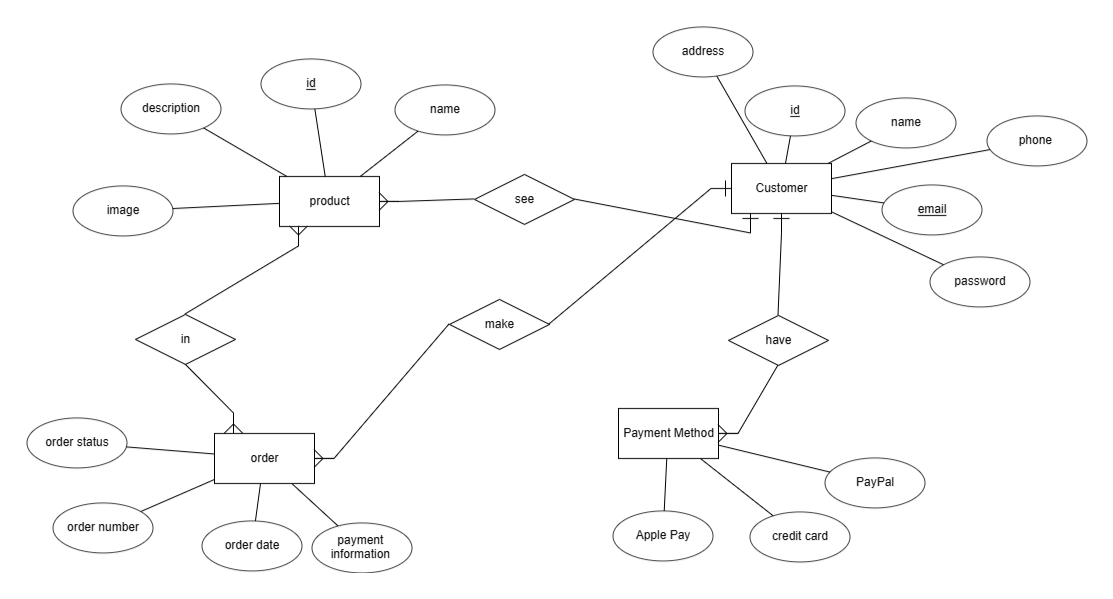 address
id
description
name
id
name
phone
product
see
Customer
image
email
password
make
in
have
order status
order
Payment Method
PayPal
order number
order date
payment
information
Apple Pay
credit card